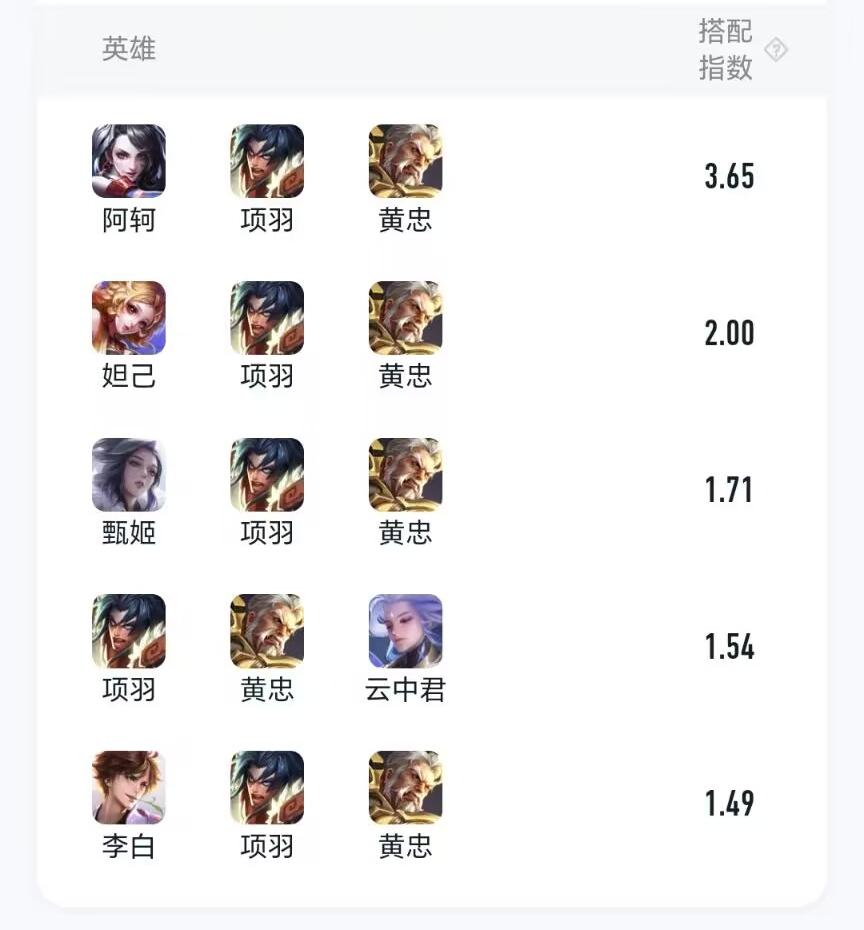 英雄
搭配
指数
?
阿轲 项羽 黄忠 3.65
妲己 项羽 黄忠 2.00
甄姬 项羽 黄忠 1.71
项羽 黄忠 云中君 1.54
李白 项羽 黄忠 1.49